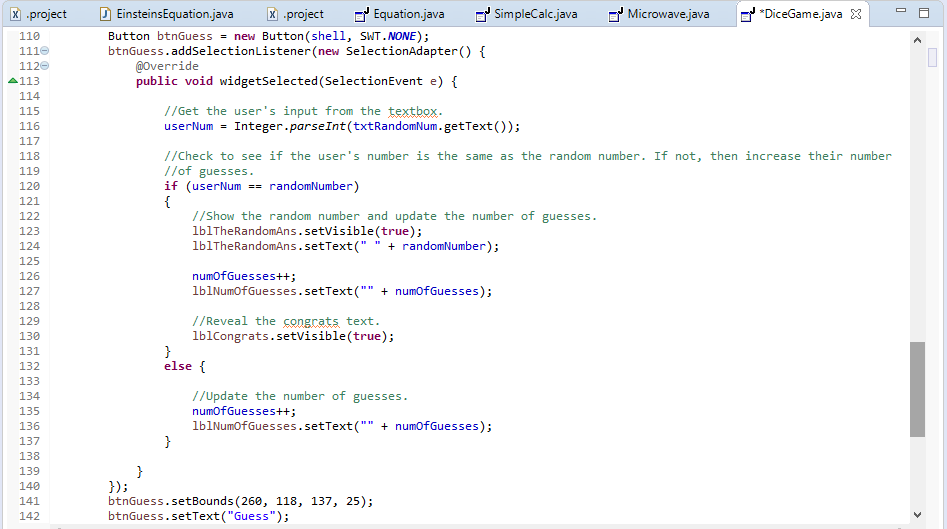 .project EinsteinsEquation.java .project Equation.java SimpleCalc.java Microwave.java *DiceGame.java
110 Button btnGuess = new Button(shell, SWT.NONE);
111 btnGuess.addSelectionListener(new SelectionAdapter() {
112 @Override
113 public void widgetSelected(SelectionEvent e) {
114
115 //Get the user's input from the textbox.
116 userNum = Integer.parseInt(txtRandomNum.getText());
117
118 //Check to see if the user's number is the same as the random number. If not, then increase their number
119 //of guesses.
120 if (userNum == randomNumber)
121 {
122 //Show the random number and update the number of guesses.
123 lblTheRandomAns.setVisible(true);
124 lblTheRandomAns.setText(" " + randomNumber);
125
126 numOfGuesses++;
127 lblNumOfGuesses.setText("" + numOfGuesses);
128
129 //Reveal the congrats text.
130 lblCongrats.setVisible(true);
131 }
132 else {
133
134 //Update the number of guesses.
135 numOfGuesses++;
136 lblNumOfGuesses.setText("" + numOfGuesses);
137 }
138
139 }
140 });
141 btnGuess.setBounds(260, 118, 137, 25);
142 btnGuess.setText("Guess");